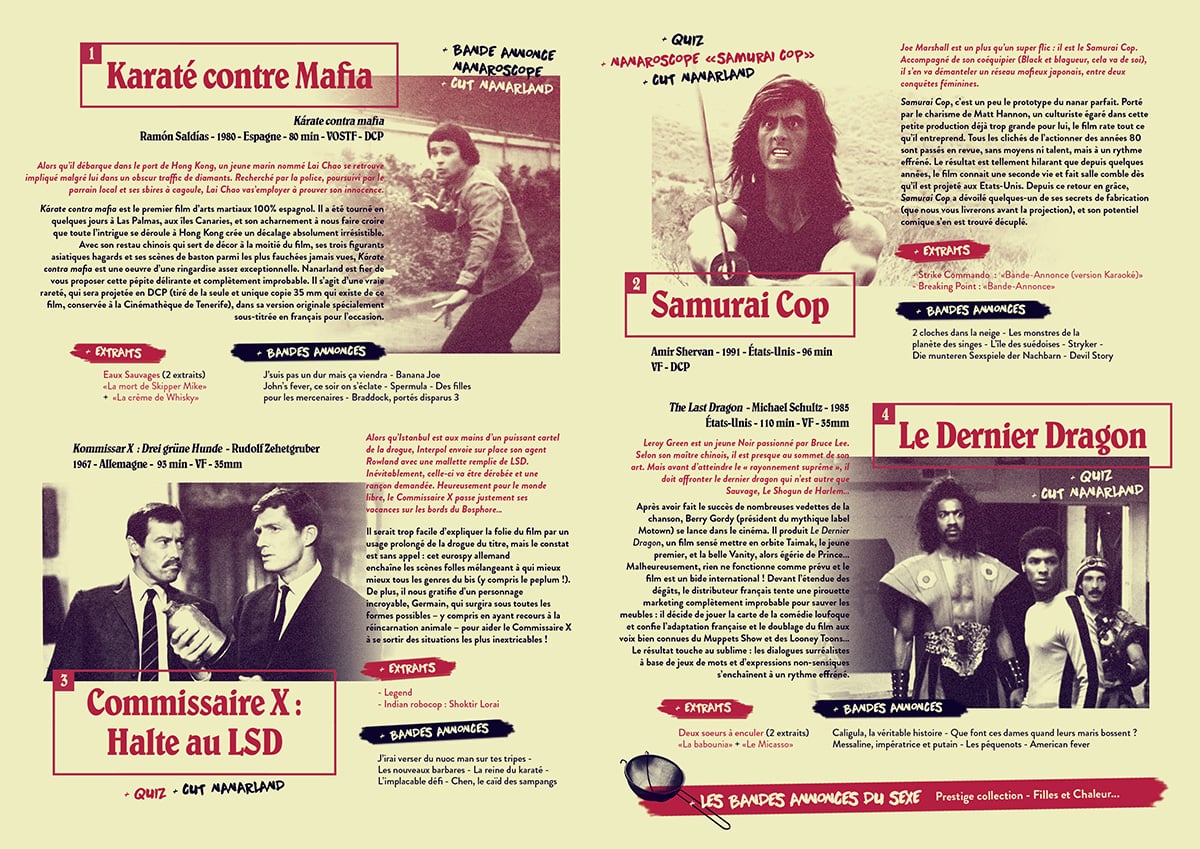 1
Karaté contre Mafia
+ BANDE ANNONCE
NANAROSCOPE
+ CUT NANARLAND
Kárate contra mafia
Ramón Saldías - 1980 - Espagne - 80 min - VOSTF - DCP
Alors qu'il débarque dans le port de Hong Kong, un jeune marin nommé Lai Chao se retrouve
impliqué malgré lui dans un obscur traffic de diamants. Recherché par la police, poursuivi par le
parrain local et ses sbires à cagoule, Lai Chao vas'employer à prouver son innocence.
Kárate contra mafia est le premier film d'arts martiaux 100% espagnol. Il a été tourné en
quelques jours à Las Palmas, aux îles Canaries, et son acharnement à nous faire croire
que toute l'intrigue se déroule à Hong Kong crée un décalage absolument irrésistible.
Avec son restau chinois qui sert de décor à la moitié du film, ses trois figurants
asiatiques hagards et ses scènes de baston parmi les plus fauchées jamais vues, Kárate
contra mafia est une oeuvre d'une ringardise assez exceptionnelle. Nanarland est fier de
vous proposer cette pépite délirante et complètement improbable. Il s'agit d'une vraie
rareté, qui sera projetée en DCP (tiré de la seule et unique copie 35 mm qui existe de ce
film, conservée à la Cinémathèque de Tenerife), dans sa version originale spécialement
sous-titrée en français pour l'occasion.
+ EXTRAITS
Eaux Sauvages (2 extraits)
«La mort de Skipper Mike»
+ «La crème de Whisky»
+ BANDES ANNONCES
J'suis pas un dur mais ça viendra - Banana Joe
John's fever, ce soir on s'éclate - Spermula - Des filles
pour les mercenaires - Braddock, portés disparus 3
+ QUIZ
+ NANAROSCOPE «SAMURAI COP»
+ CUT NANARLAND
2
Samurai Cop
Amir Shervan - 1991 - États-Unis - 96 min
VF - DCP
Joe Marshall est un plus qu'un super flic : il est le Samurai Cop.
Accompagné de son coéquipier (Black et blagueur, cela va de soi),
il s'en va démanteler un réseau mafieux japonais, entre deux
conquêtes féminines.
Samurai Cop, c'est un peu le prototype du nanar parfait. Porté
par le charisme de Matt Hannon, un culturiste égaré dans cette
petite production déjà trop grande pour lui, le film rate tout ce
qu'il entreprend. Tous les clichés de l'actionner des années 80
sont passés en revue, sans moyens ni talent, mais à un rythme
effréné. Le résultat est tellement hilarant que depuis quelques
années, le film connait une seconde vie et fait salle comble dès
qu'il est projeté aux Etats-Unis. Depuis ce retour en grâce,
Samurai Cop a dévoilé quelques-un de ses secrets de fabrication
(que nous vous livrerons avant la projection), et son potentiel
comique s'en est trouvé décuplé.
+ EXTRAITS
- Strike Commando : «Bande-Annonce (version Karaoké)»
- Breaking Point : «Bande-Annonce»
+ BANDES ANNONCES
2 cloches dans la neige - Les monstres de la
planète des singes - L'île des suédoises - Stryker -
Die munteren Sexspiele der Nachbarn - Devil Story
Kommissar X : Drei grüne Hunde - Rudolf Zehetgruber
1967 - Allemagne - 93 min - VF - 35mm
Alors qu'Istanbul est aux mains d'un puissant cartel
de la drogue, Interpol envoie sur place son agent
Rowland avec une mallette remplie de LSD.
Inévitablement, celle-ci va être dérobée et une
rançon demandée. Heureusement pour le monde
libre, le Commissaire X passe justement ses
vacances sur les bords du Bosphore...
Il serait trop facile d'expliquer la folie du film par un
usage prolongé de la drogue du titre, mais le constat
est sans appel : cet eurospy allemand
enchaîne les scènes folles mélangeant à qui mieux
mieux tous les genres du bis (y compris le peplum !).
De plus, il nous gratifie d'un personnage
incroyable, Germain, qui surgira sous toutes les
formes possibles – y compris en ayant recours à la
réincarnation animale – pour aider le Commissaire X
à se sortir des situations les plus inextricables !
3
Commissaire X :
Halte au LSD
+ QUIZ + CUT NANARLAND
+ EXTRAITS
- Legend
- Indian robocop : Shoktir Lorai
+ BANDES ANNONCES
J'irai verser du nuoc man sur tes tripes -
Les nouveaux barbares - La reine du karaté -
L'implacable défi - Chen, le caïd des sampangs
The Last Dragon - Michael Schultz - 1985
États-Unis - 110 min - VF - 35mm
4
Le Dernier Dragon
+ QUIZ
+ CUT NANARLAND
Leroy Green est un jeune Noir passionné par Bruce Lee.
Selon son maître chinois, il est presque au sommet de son
art. Mais avant d'atteindre le « rayonnement suprême », il
doit affronter le dernier dragon qui n'est autre que
Sauvage, Le Shogun de Harlem...
Après avoir fait le succès de nombreuses vedettes de la
chanson, Berry Gordy (président du mythique label
Motown) se lance dans le cinéma. Il produit Le Dernier
Dragon, un film sensé mettre en orbite Taimak, le jeune
premier, et la belle Vanity, alors égérie de Prince...
Malheureusement, rien ne fonctionne comme prévu et le
film est un bide international ! Devant l'étendue des
dégâts, le distributeur français tente une pirouette
marketing complètement improbable pour sauver les
meubles : il décide de jouer la carte de la comédie loufoque
et confie l'adaptation française et le doublage du film aux
voix bien connues du Muppets Show et des Looney Toons...
Le résultat touche au sublime : les dialogues surréalistes
à base de jeux de mots et d'expressions non-sensiques
s'enchaînent à un rythme effréné.
+ EXTRAITS
Deux soeurs à enculer (2 extraits)
«La babounia» + «Le Micasso»
+ BANDES ANNONCES
Caligula, la véritable histoire - Que font ces dames quand leurs maris bossent ?
Messaline, impératrice et putain - Les péquenots - American fever
+ LES BANDES ANNONCES DU SEXE Prestige collection - Filles et Chaleur...